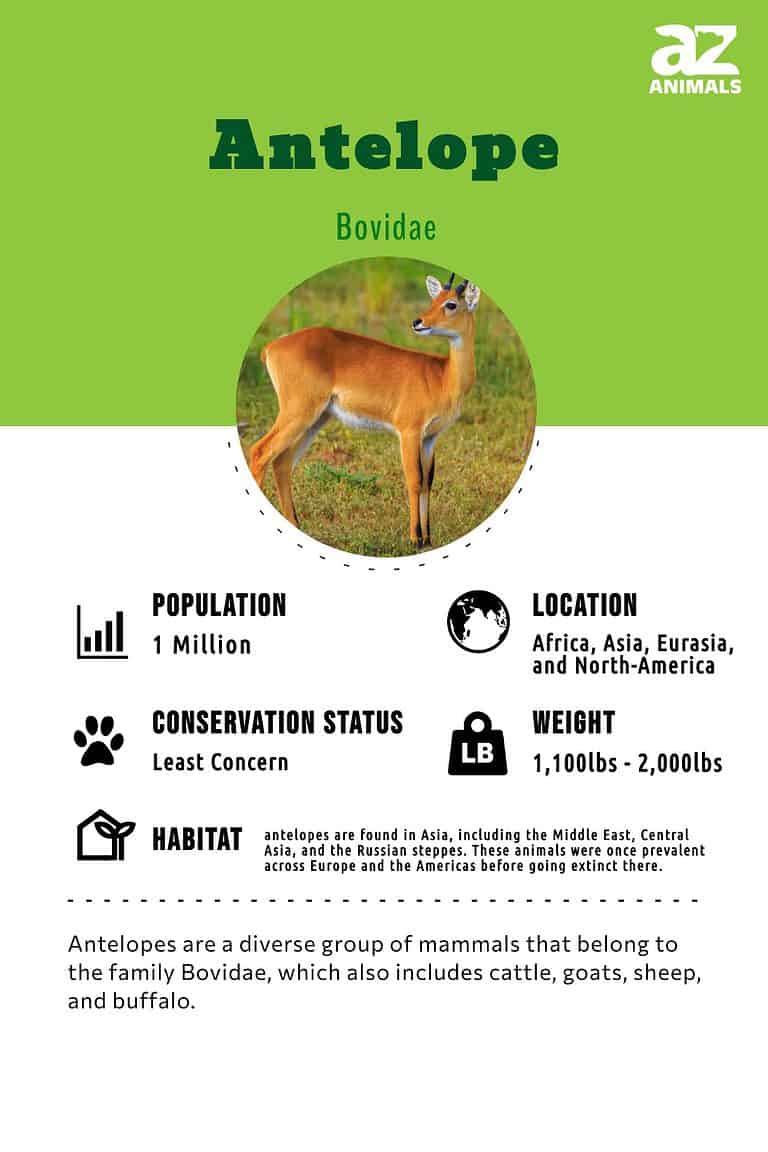 az
ANIMALS
Antelope
Bovidae
POPULATION
1 Million
LOCATION
Africa, Asia, Eurasia,
and North-America
CONSERVATION STATUS
Least Concern
LB
WEIGHT
1,100lbs - 2,000lbs
HABITAT
antelopes are found in Asia, including the Middle East, Central
Asia, and the Russian steppes. These animals were once prevalent
across Europe and the Americas before going extinct there.
Antelopes are a diverse group of mammals that belong to
the family Bovidae, which also includes cattle, goats, sheep,
and buffalo.